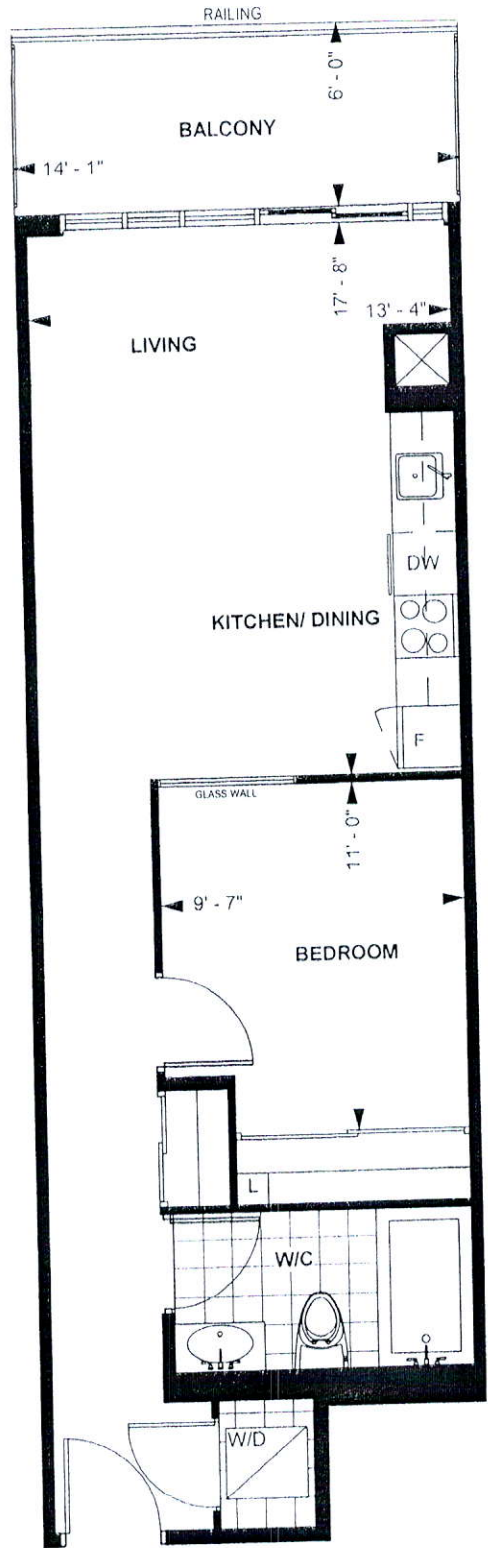 RAILING
6' - 0"
BALCONY
14' - 1"
17' - 8"
13' - 4"
LIVING
DW
KITCHEN/ DINING
F
GLASS WALL
11' - 0"
9' - 7"
BEDROOM
L
W/C
W/D